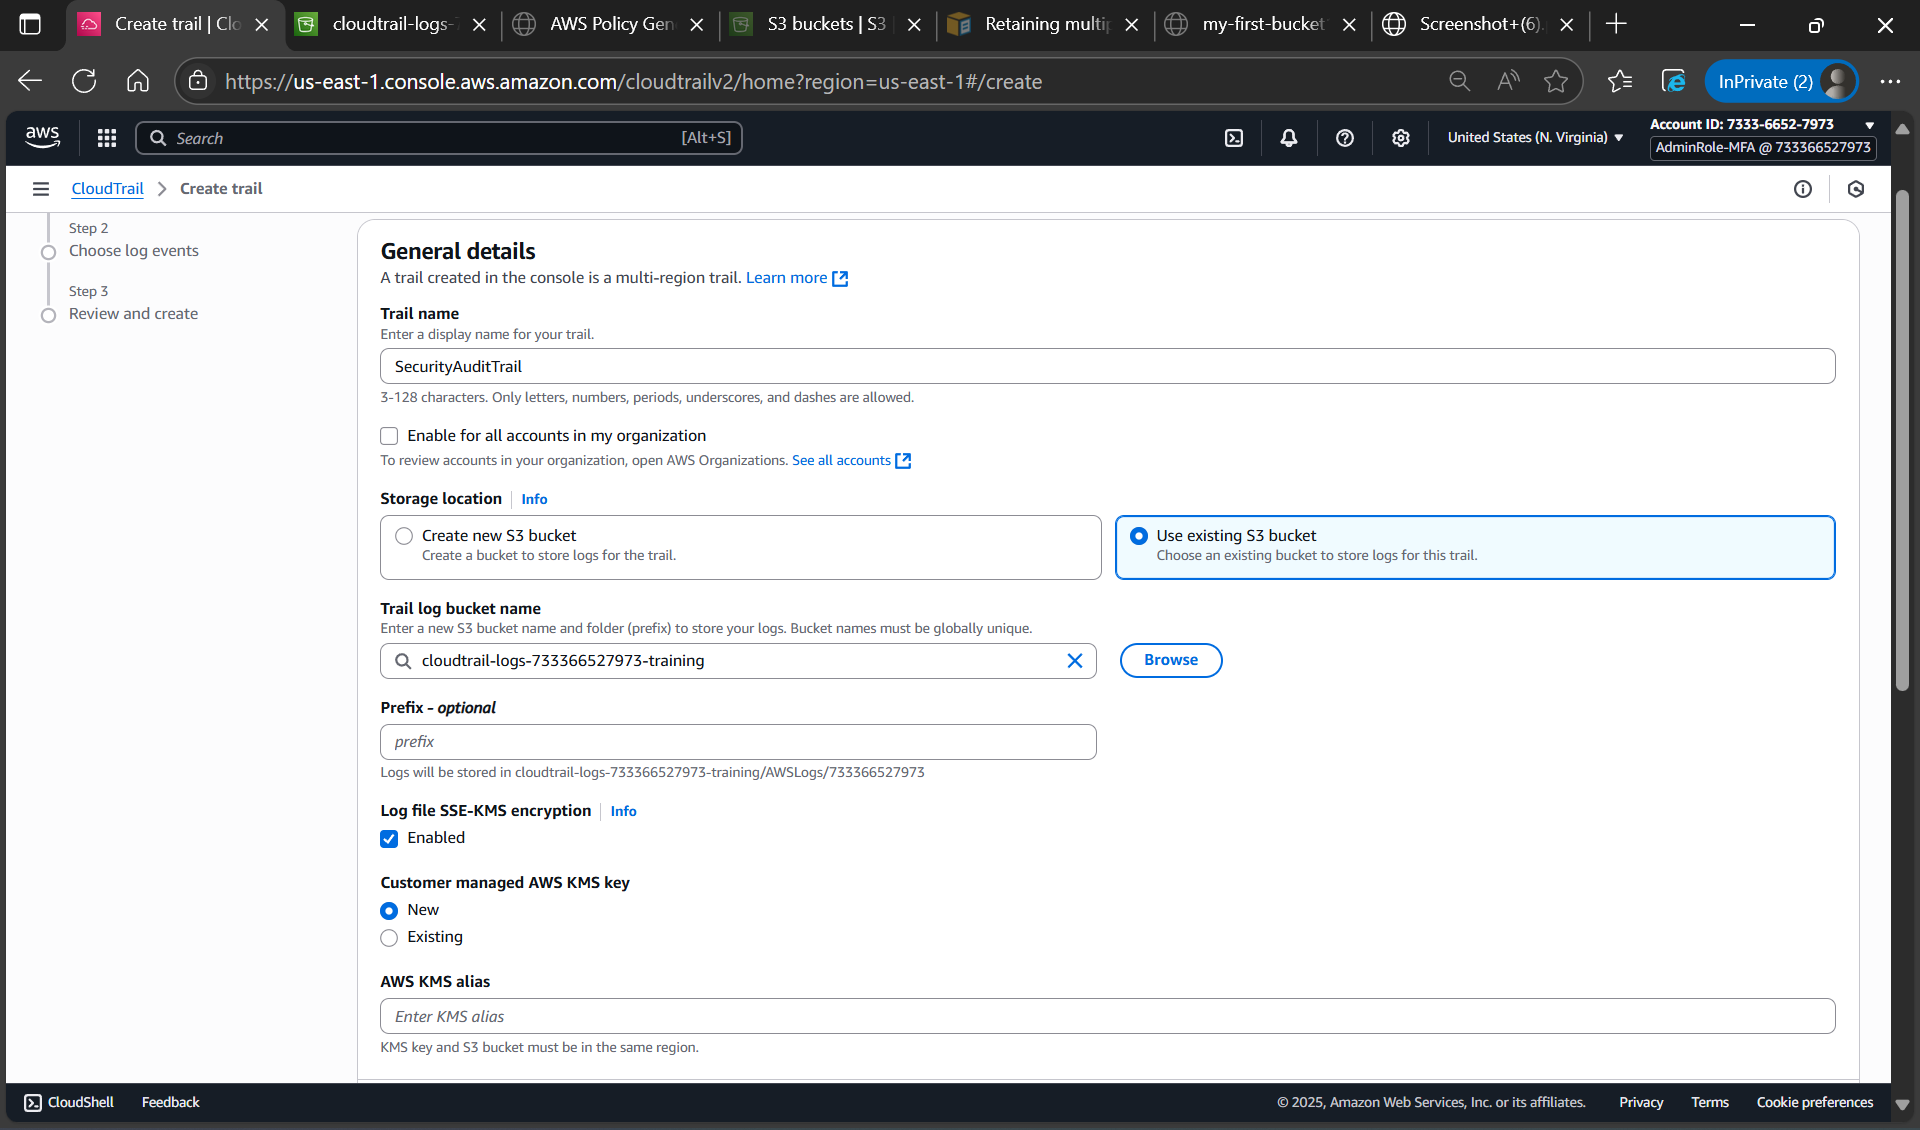 Create trail | Clo
cloudtrail-logs-7
AWS Policy Gen
S3 buckets | S3
Retaining multip
my-first-bucket
Screenshot+(6).
https://us-east-1.console.aws.amazon.com/cloudtrailv2/home?region=us-east-1#/create
InPrivate (2)
aws
Search
[Alt+S]
United States (N. Virginia)
Account ID: 7333-6652-7973
AdminRole-MFA @ 733366527973
CloudTrail
Create trail
Step 2
Choose log events
Step 3
Review and create
General details
A trail created in the console is a multi-region trail. Learn more
Trail name
Enter a display name for your trail.
SecurityAuditTrail
3-128 characters. Only letters, numbers, periods, underscores, and dashes are allowed.
Enable for all accounts in my organization
To review accounts in your organization, open AWS Organizations. See all accounts
Storage location
Info
Create new S3 bucket
Create a bucket to store logs for the trail.
Use existing S3 bucket
Choose an existing bucket to store logs for this trail.
Trail log bucket name
Enter a new S3 bucket name and folder (prefix) to store your logs. Bucket names must be globally unique.
cloudtrail-logs-733366527973-training
Browse
Prefix - optional
prefix
Logs will be stored in cloudtrail-logs-733366527973-training/AWSLogs/733366527973
Log file SSE-KMS encryption
Info
Enabled
Customer managed AWS KMS key
New
Existing
AWS KMS alias
Enter KMS alias
KMS key and S3 bucket must be in the same region.
CloudShell
Feedback
© 2025, Amazon Web Services, Inc. or its affiliates.
Privacy
Terms
Cookie preferences